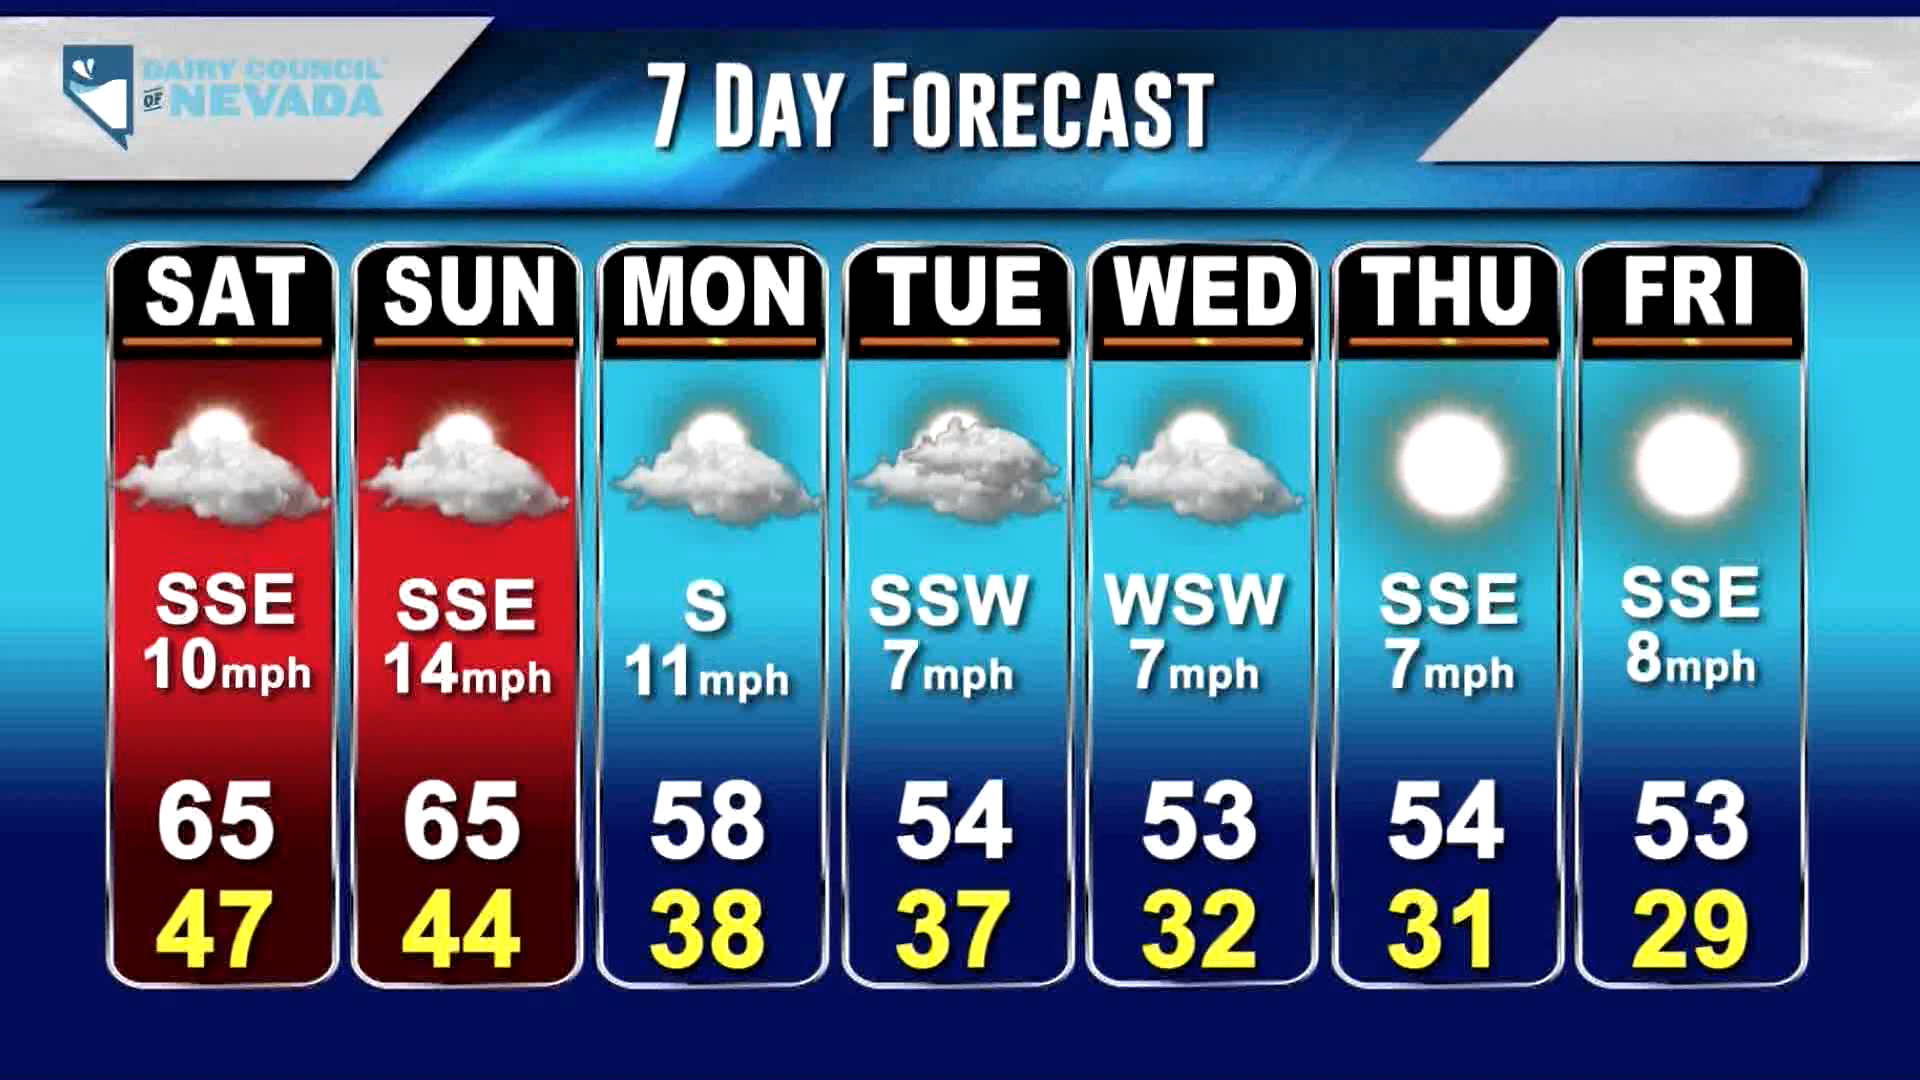 DAIRY COUNCIL
OF NEVADA
7 DAY FORECAST
SAT SUN MON TUE WED THU FRI
SSE SSE S SSW WSW SSE SSE
10mph 14mph 11mph 7mph 7mph 7mph 8mph
65 65 58 54 53 54 53
47 44 38 37 32 31 29